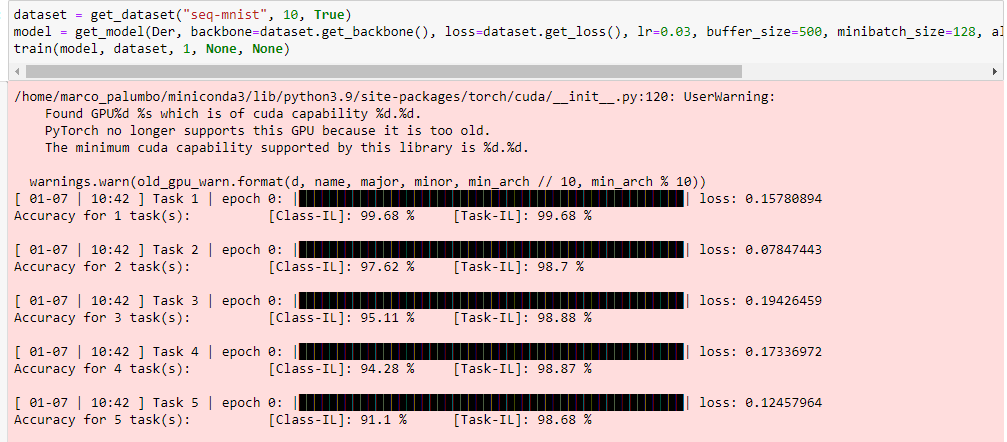 dataset = get_dataset("seq-mnist", 10, True)
model = get_model(Der, backbone=dataset.get_backbone(), loss=dataset.get_loss(), lr=0.03, buffer_size=500, minibatch_size=128, al
train(model, dataset, 1, None, None)
/home/marco_palumbo/miniconda3/lib/python3.9/site-packages/torch/cuda/__init__.py:120: UserWarning:
    Found GPU%d %s which is of cuda capability %d.%d.
    PyTorch no longer supports this GPU because it is too old.
    The minimum cuda capability supported by this library is %d.%d.
  warnings.warn(old_gpu_warn.format(d, name, major, minor, min_arch // 10, min_arch % 10))
[ 01-07 | 10:42 ] Task 1 | epoch 0: | | loss: 0.15780894
Accuracy for 1 task(s): [Class-IL]: 99.68 % [Task-IL]: 99.68 %
[ 01-07 | 10:42 ] Task 2 | epoch 0: | | loss: 0.07847443
Accuracy for 2 task(s): [Class-IL]: 97.62 % [Task-IL]: 98.7 %
[ 01-07 | 10:42 ] Task 3 | epoch 0: | | loss: 0.19426459
Accuracy for 3 task(s): [Class-IL]: 95.11 % [Task-IL]: 98.88 %
[ 01-07 | 10:42 ] Task 4 | epoch 0: | | loss: 0.17336972
Accuracy for 4 task(s): [Class-IL]: 94.28 % [Task-IL]: 98.87 %
[ 01-07 | 10:42 ] Task 5 | epoch 0: | | loss: 0.12457964
Accuracy for 5 task(s): [Class-IL]: 91.1 % [Task-IL]: 98.68 %